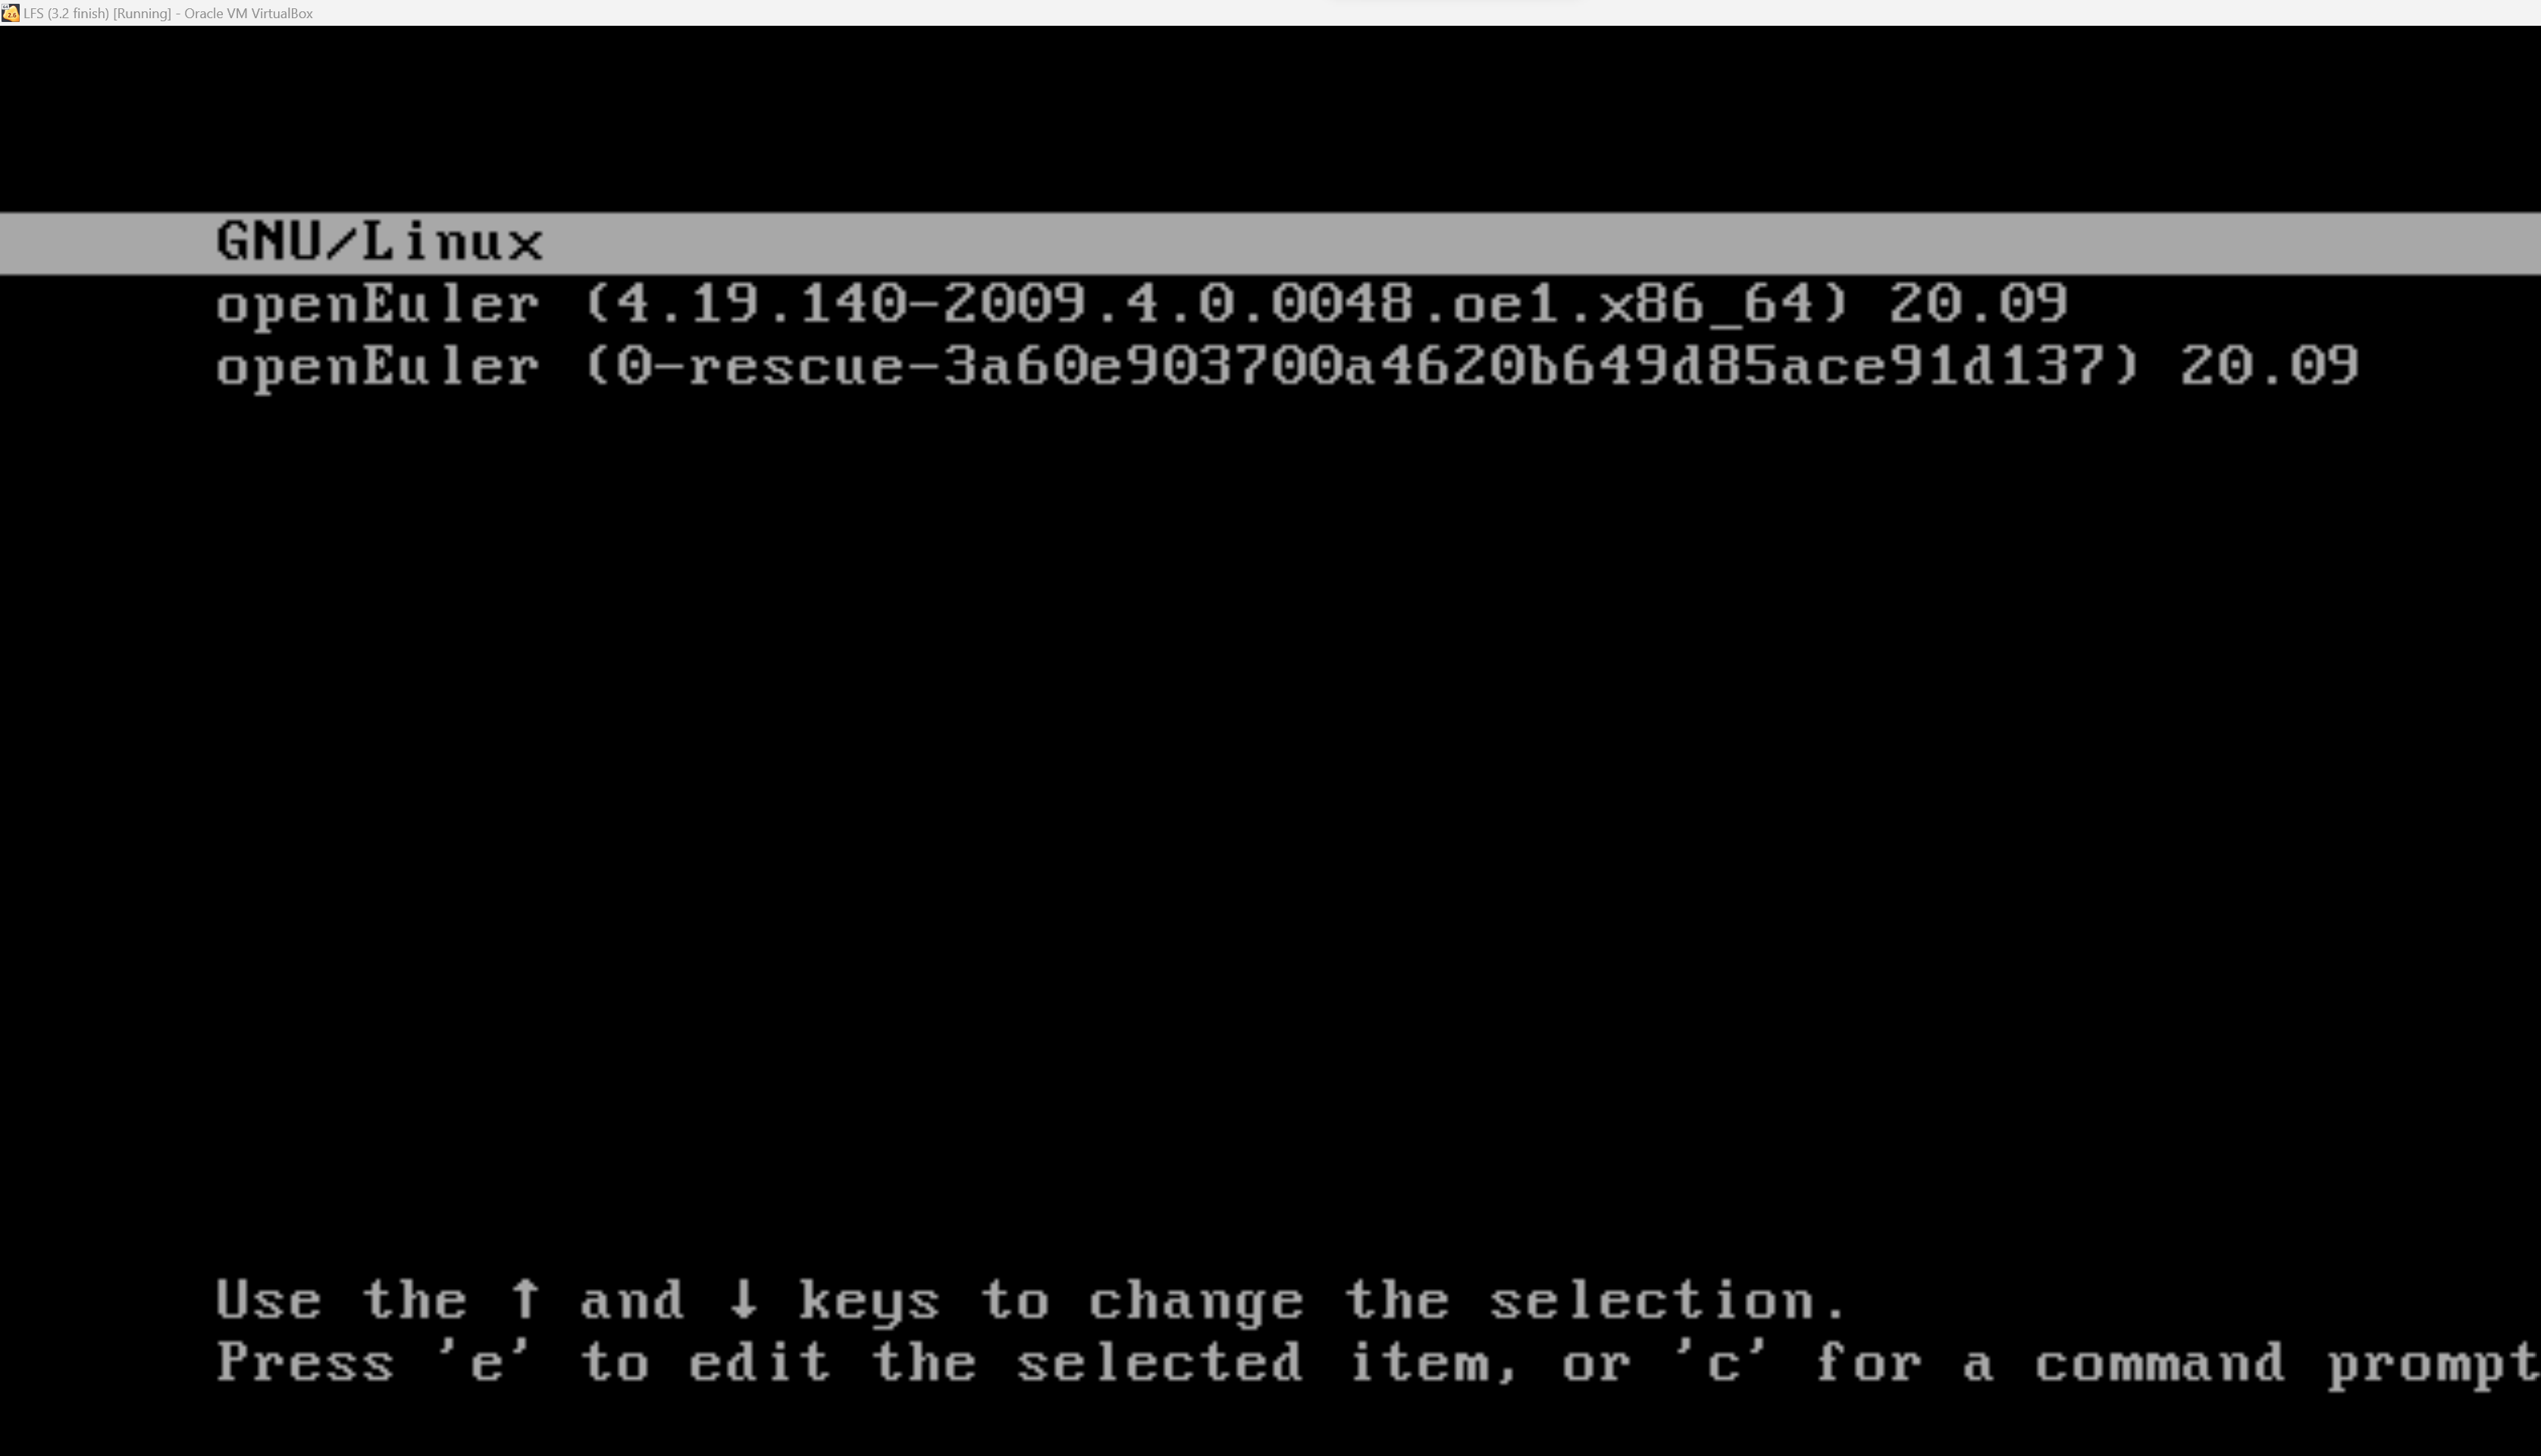 LFS (3.2 finish) [Running] - Oracle VM VirtualBox
GNU/Linux
openEuler (4.19.140-2009.4.0.0048.oe1.x86_64) 20.09
openEuler (0-rescue-3a60e903700a4620b649d85ace91d137) 20.09
Use the ↑ and ↓ keys to change the selection.
Press 'e' to edit the selected item, or 'c' for a command prompt